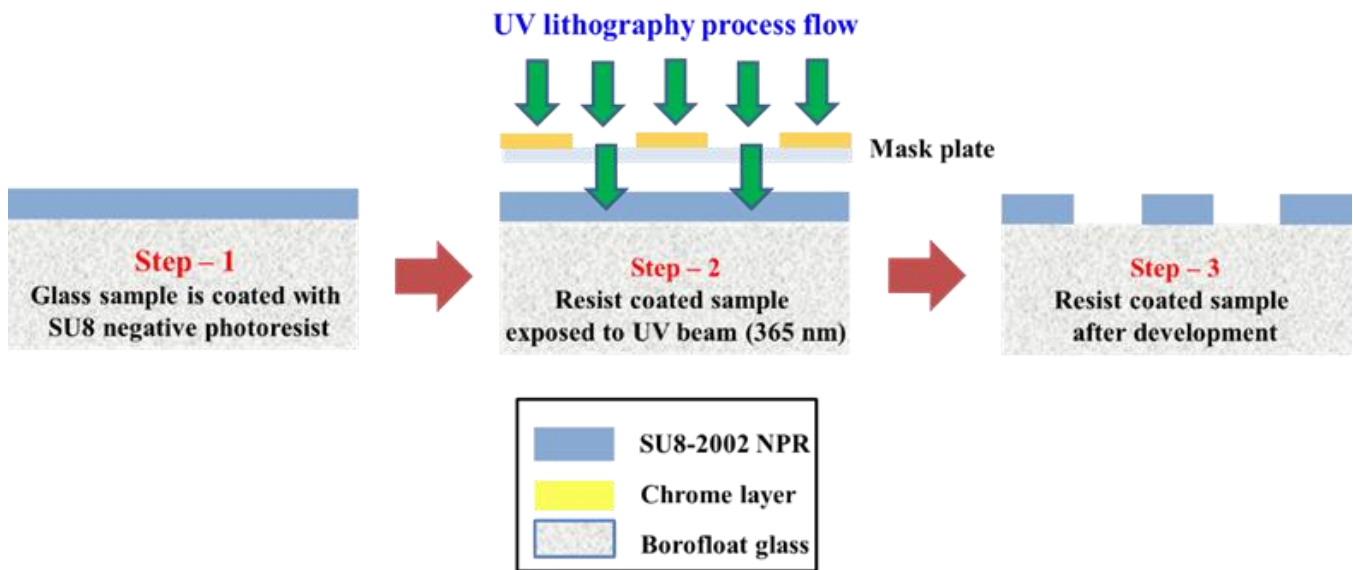 UV lithography process flow
Mask plate
Step – 1
Glass sample is coated with
SU8 negative photoresist
Step – 2
Resist coated sample
exposed to UV beam (365 nm)
Step – 3
Resist coated sample
after development
SU8-2002 NPR
Chrome layer
Borofloat glass